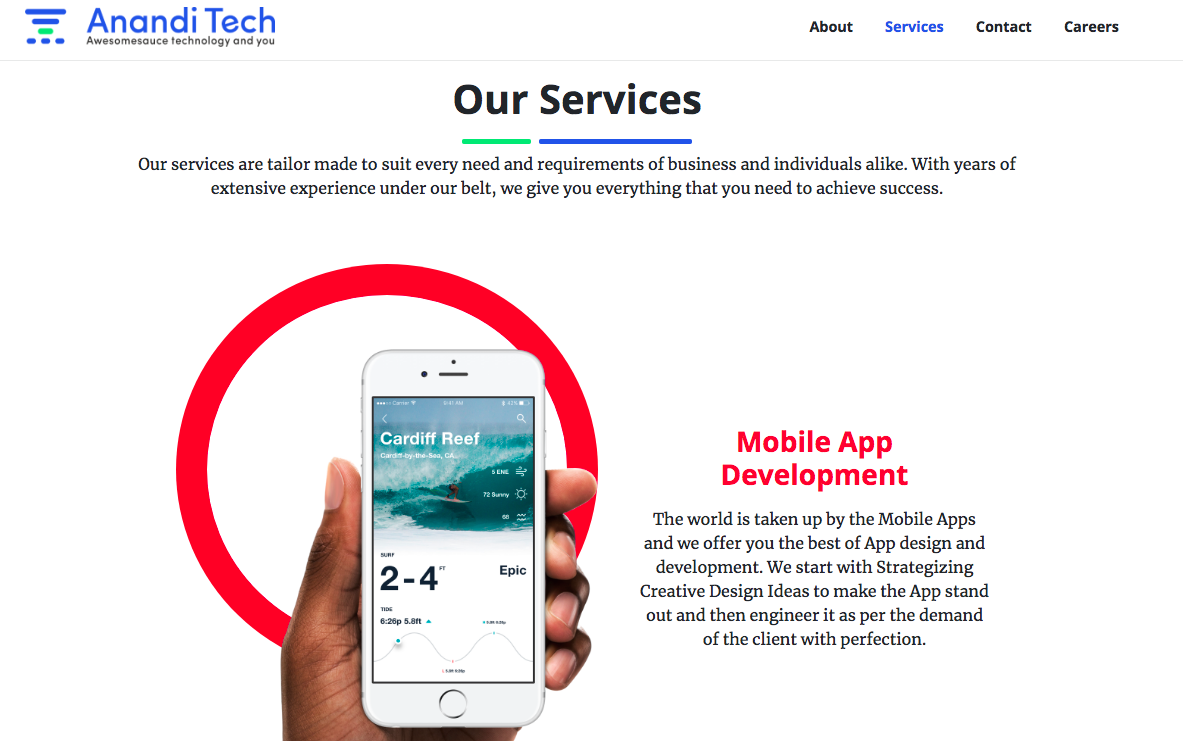 Anandi Tech
Awesomesauce technology and you
About
Services
Contact
Careers
Our Services
Our services are tailor made to suit every need and requirements of business and individuals alike. With years of
extensive experience under our belt, we give you everything that you need to achieve success.
Carrier
9:41 AM
42%
Cardiff Reef
Cardiff-by-the-Sea, CA
5 ENE
72 Sunny
68
SURF
2-4 FT
Epic
TIDE
6:26p 5.8ft
Mobile App
Development
The world is taken up by the Mobile Apps
and we offer you the best of App design and
development. We start with Strategizing
Creative Design Ideas to make the App stand
out and then engineer it as per the demand
of the client with perfection.